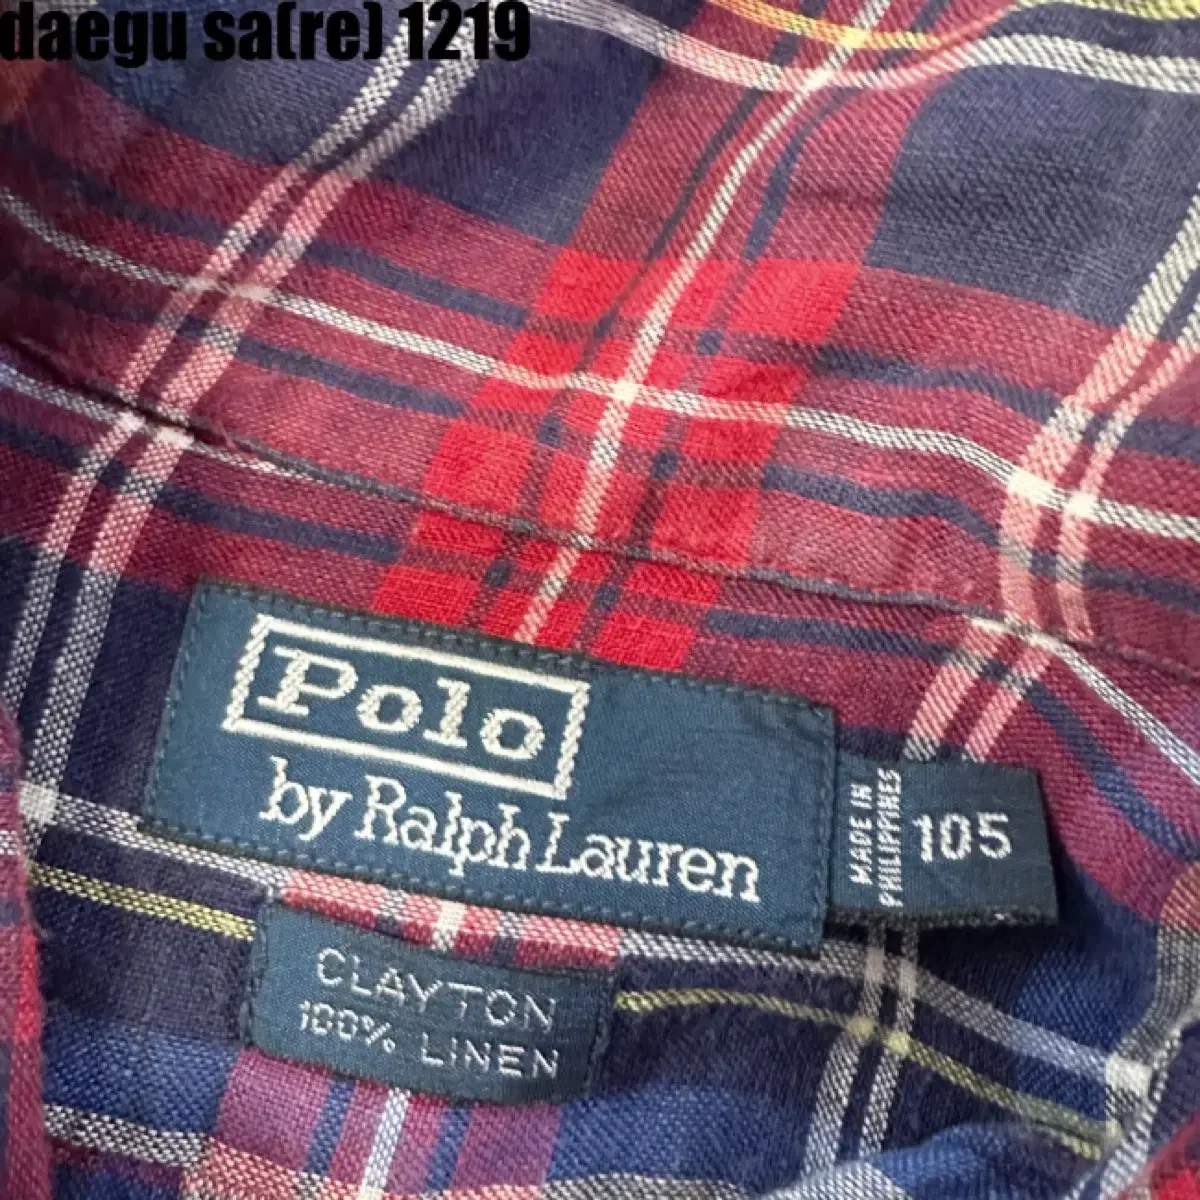 daegu sa(re) 1219
Polo
by Ralph Lauren
MADE IN
PHILIPPINES
105
CLAYTON
100% LINEN